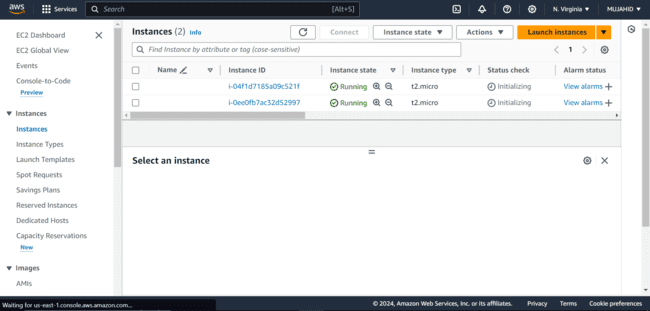 aws
Services
Search
[Alt+S]
N. Virginia
MUJAHID
EC2 Dashboard
EC2 Global View
Events
Console-to-Code
Preview
Instances
Instances
Instance Types
Launch Templates
Spot Requests
Savings Plans
Reserved Instances
Dedicated Hosts
Capacity Reservations
New
Images
AMIs
Instances (2) Info
Connect
Instance state
Actions
Launch instances
Find Instance by attribute or tag (case-sensitive)
1
Name Instance ID Instance state Instance type Status check Alarm status
i-04f1d7185a09c521f Running t2.micro Initializing View alarms
i-0ee0fb7ac32d52997 Running t2.micro Initializing View alarms
Select an instance
Waiting for us-east-1.console.aws.amazon.com...
© 2024, Amazon Web Services, Inc. or its affiliates. Privacy Terms Cookie preferences